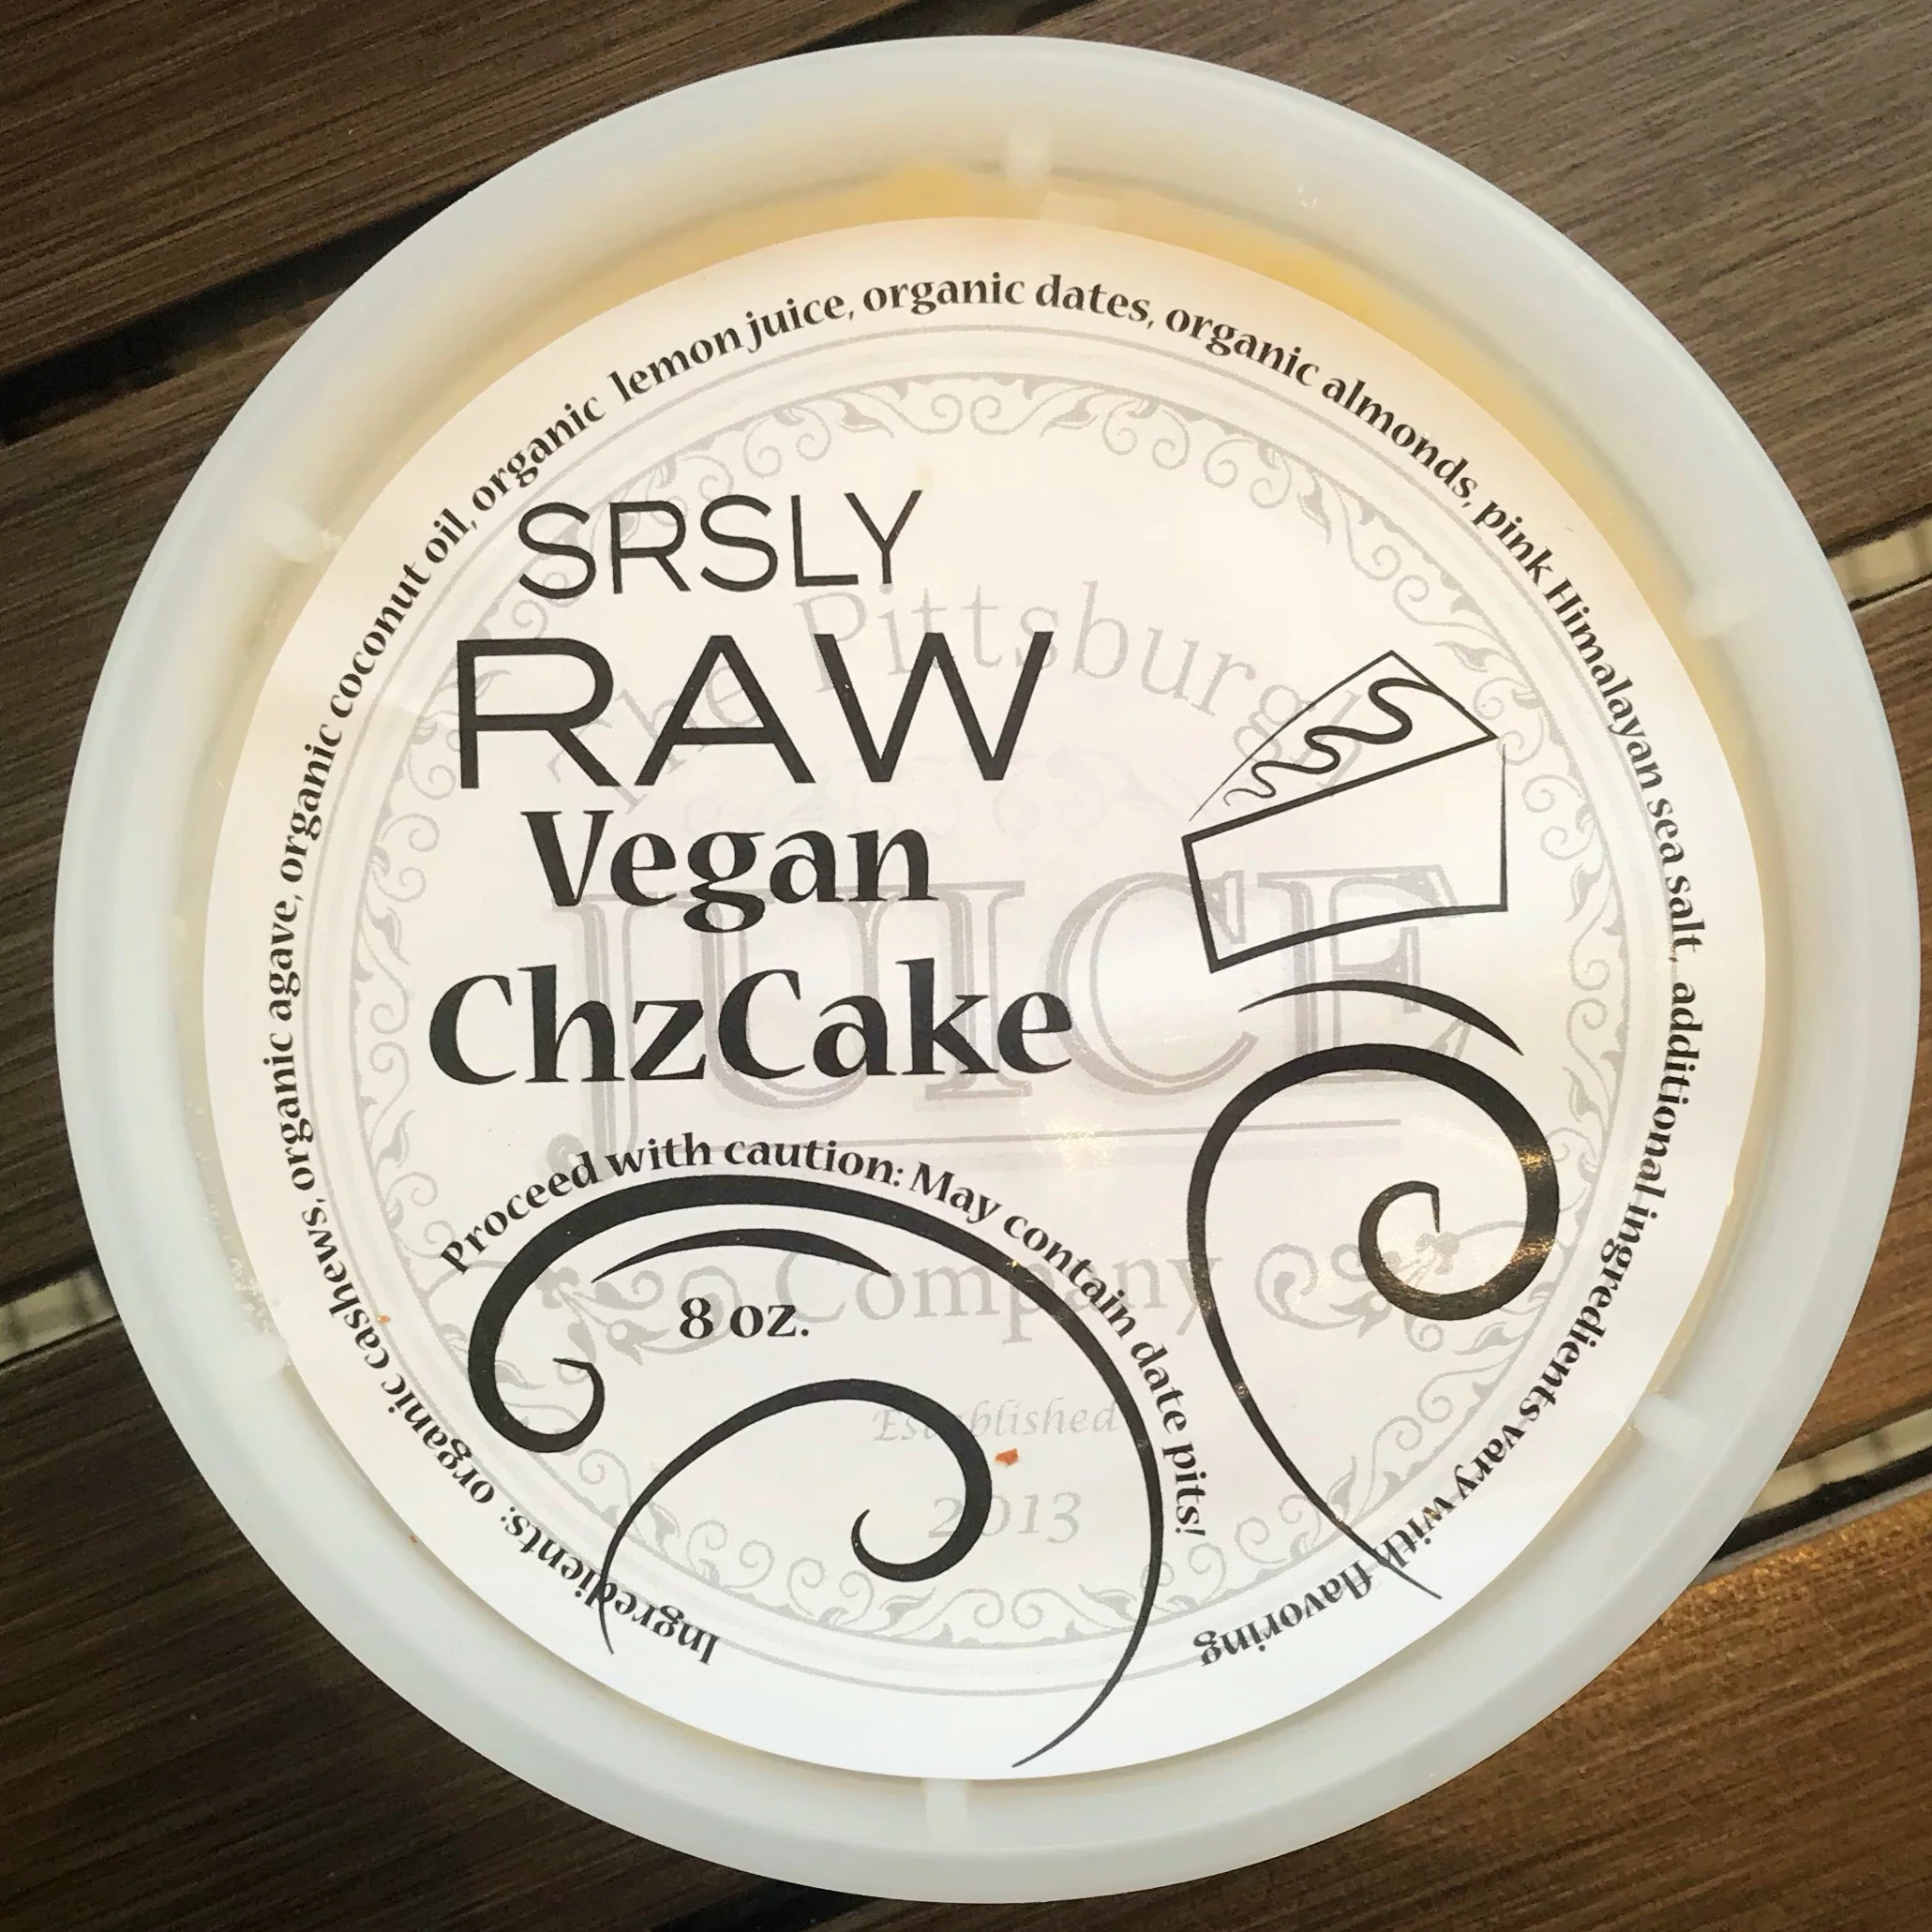 Ingredients: organic cashews, organic agave, organic coconut oil, organic lemon juice, organic dates, organic almonds, pink Himalayan sea salt, additional ingredients vary with flavoring
SRSLY
RAW
Vegan
ChzCake
Proceed with caution: May contain date pits!
8 oz.
The Pittsburgh
JUICE
Company
Established
2013